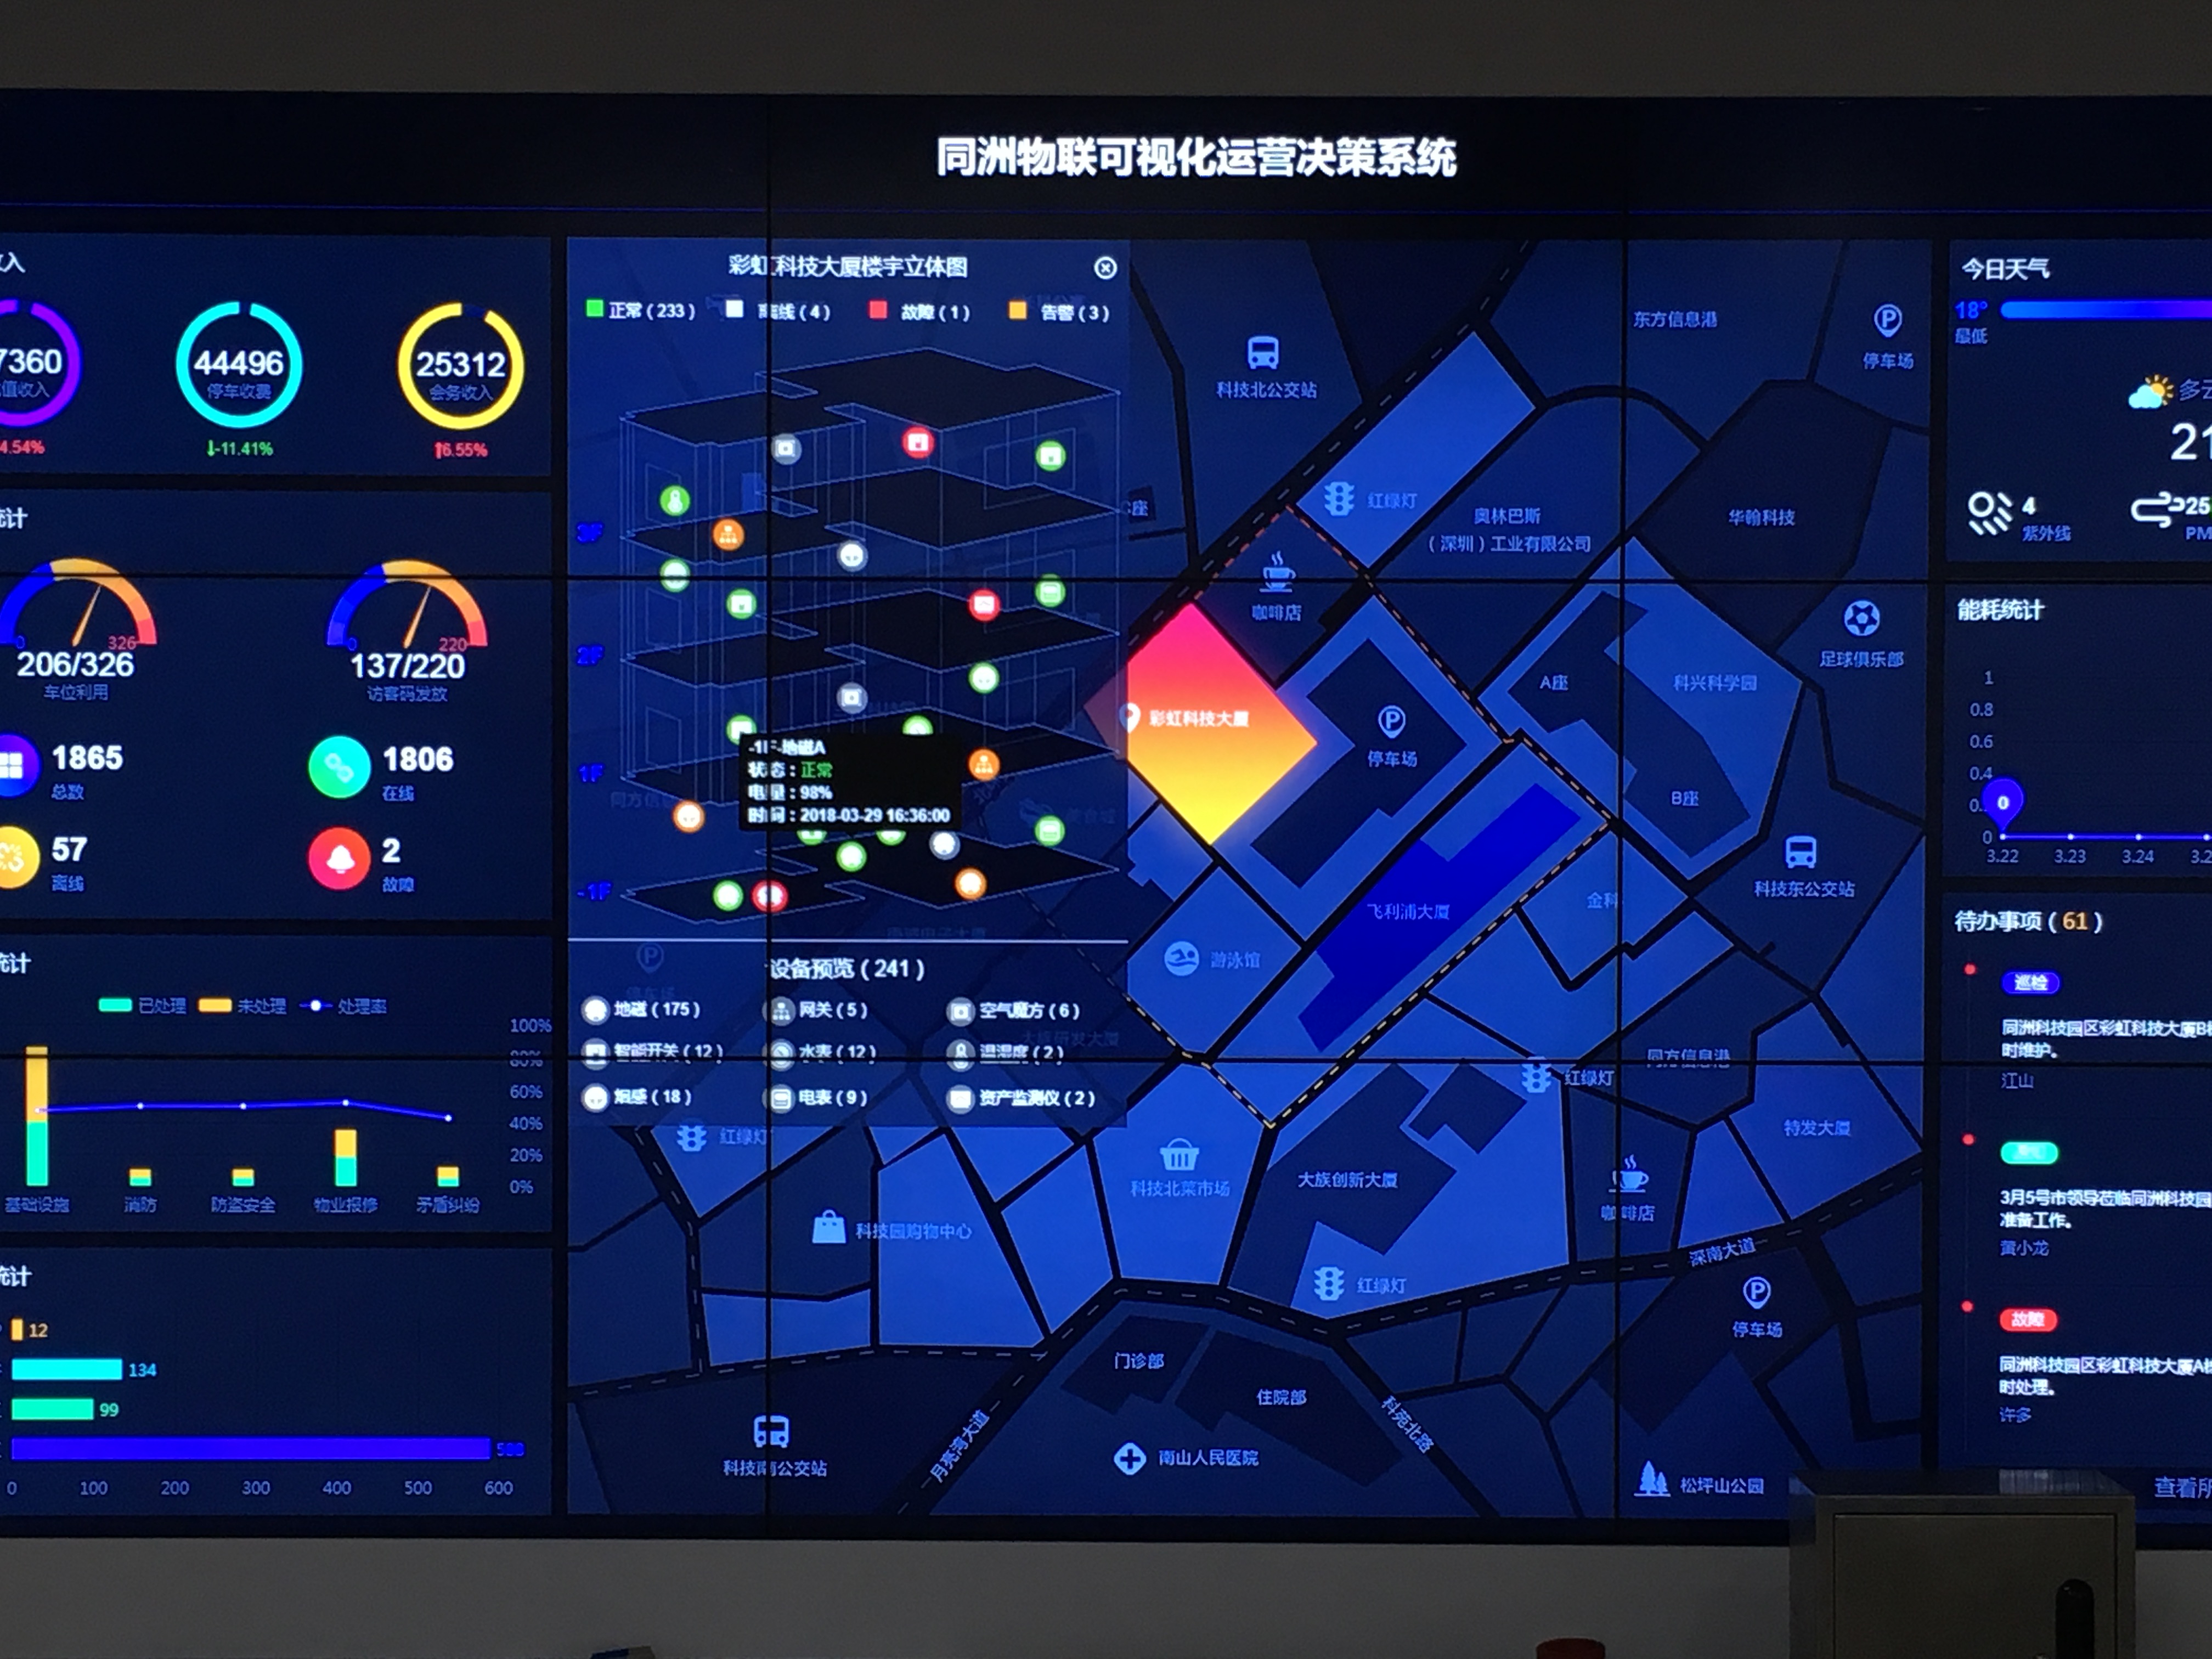 同洲物联可视化运营决策系统
收入
7360
值收入
4.54%
44496
停车收费
-11.41%
25312
会务收入
6.55%
统计
0
326
206/326
车位利用
0
220
137/220
访客码发放
1865
总数
1806
在线
57
离线
2
故障
统计
已处理
未处理
处理率
100%
80%
60%
40%
20%
0%
基础设施
消防
防盗安全
物业报修
矛盾纠纷
统计
12
134
99
0
100
200
300
400
500
600
彩虹科技大厦楼宇立体图
正常(233)
离线(4)
故障(1)
告警(3)
3F
2F
1F
-1F
-1F-地磁A
状态:正常
电量:98%
时间:2018-03-29 16:36:00
设备预览(241)
地磁(175)
网关(5)
空气魔方(6)
智能开关(12)
水表(12)
温湿度(2)
烟感(18)
电表(9)
资产监测仪(2)
科技北公交站
东方信息港
停车场
红绿灯
奥林巴斯
(深圳)工业有限公司
华翰科技
座
咖啡店
足球俱乐部
A座
科兴科学园
彩虹科技大厦
停车场
B座
科技东公交站
飞利浦大厦
金科
游泳馆
同方信息港
红绿灯
特发大厦
红绿灯
科技北菜市场
大族创新大厦
咖啡店
科技园购物中心
深南大道
红绿灯
停车场
门诊部
住院部
科苑北路
月亮湾大道
科技南公交站
南山人民医院
松坪山公园
今日天气
18°
最低
多云
21
4
紫外线
25
PM
能耗统计
1
0.8
0.6
0.4
0.
0
0
3.22
3.23
3.24
3.2
待办事项(61)
巡检
同洲科技园区彩虹科技大厦B栋
时维护。
江山
3月5号市领导莅临同洲科技园
准备工作。
黄小龙
故障
同洲科技园区彩虹科技大厦A栋
时处理。
许多
查看所